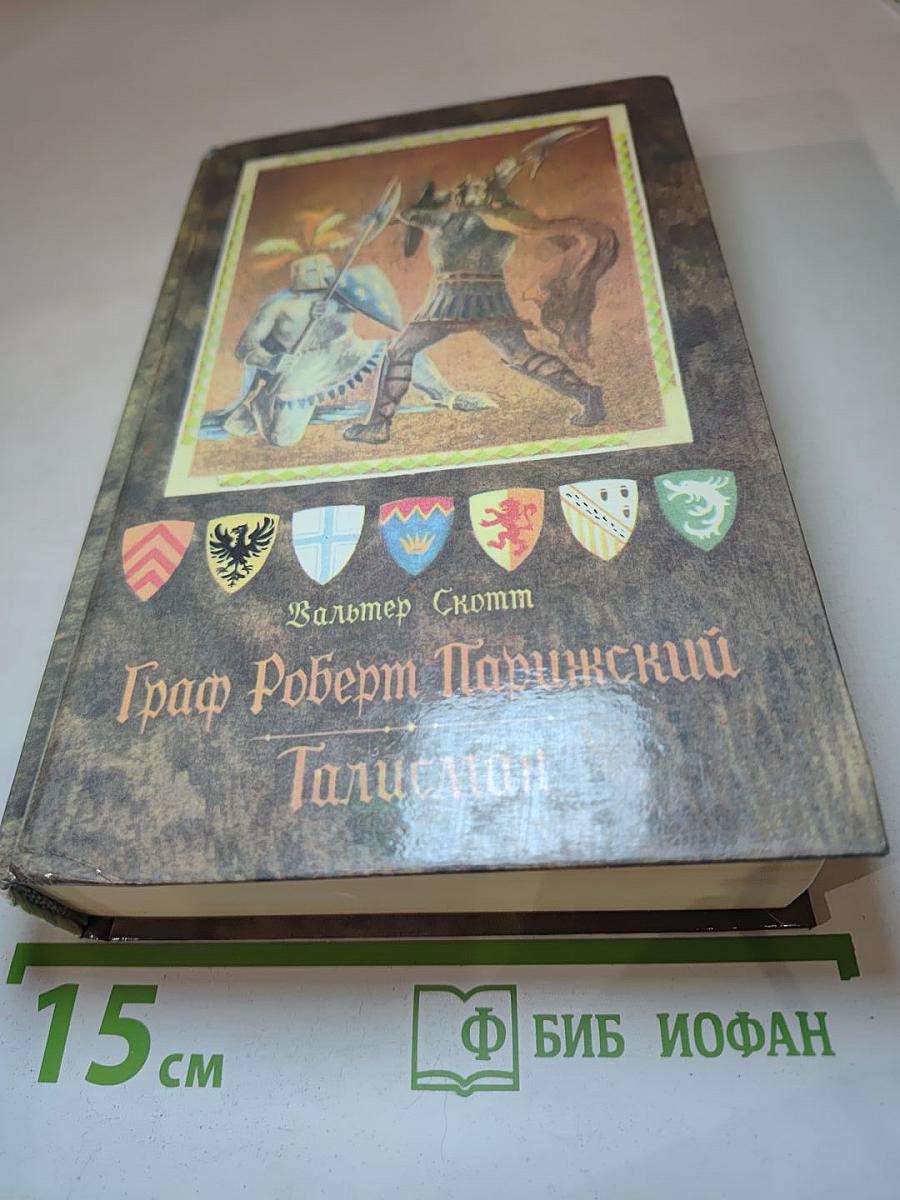 Вальтер Скотт
Граф Роберт Парижский
Талисман
15 см
Ф БИБ ИОФАН